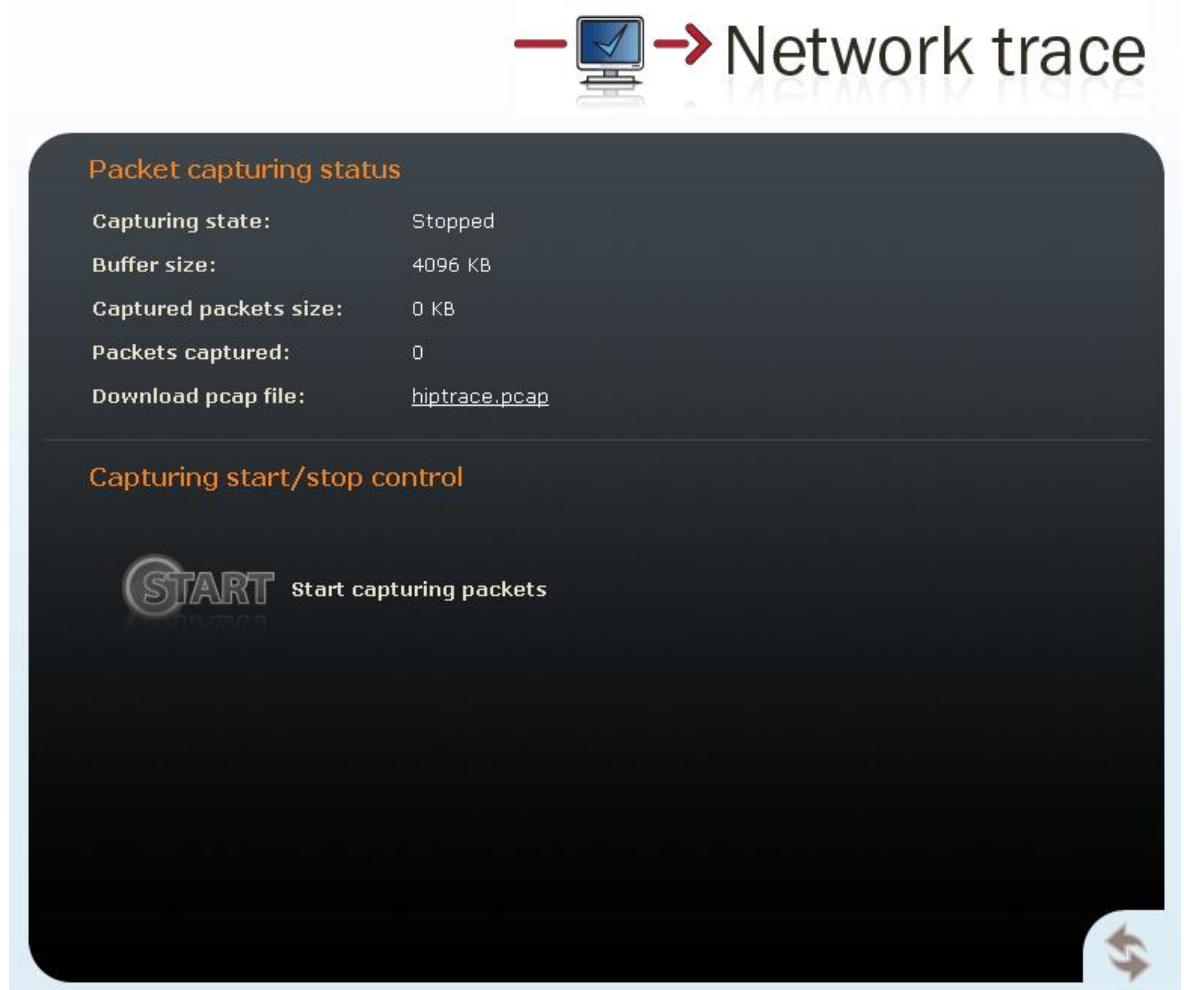 Network trace
Packet capturing status
Capturing state: Stopped
Buffer size: 4096 KB
Captured packets size: 0 KB
Packets captured: 0
Download pcap file: hiptrace.pcap
Capturing start/stop control
START Start capturing packets